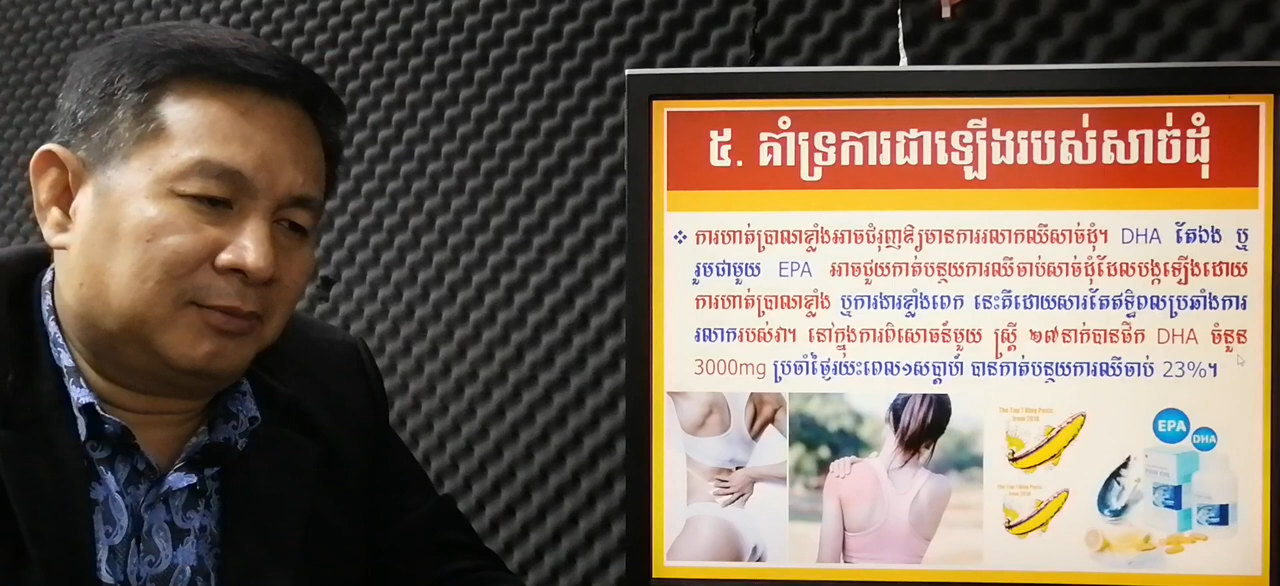 ៥. គាំទ្រការជាឡើងរបស់សាច់ដុំ
ការហាត់ប្រាណខ្លាំងអាចជំរុញឱ្យមានការរលាកឈឺសាច់ដុំ។ DHA តែឯង ឬ
រួមជាមួយ EPA អាចជួយកាត់បន្ថយការឈឺចាប់សាច់ដុំដែលបង្កឡើងដោយ
ការហាត់ប្រាណខ្លាំង ឬការងារខ្លាំងពេក នេះគឺដោយសារតែឥទ្ធិពលប្រឆាំងការ
រលាករបស់វា។ នៅក្នុងការពិសោធន៍មួយ ស្ត្រី ២៧នាក់បានផឹក DHA ចំនួន
3000mg ប្រចាំថ្ងៃរយៈពេល១សប្តាហ៍ បានកាត់បន្ថយការឈឺចាប់ 23%។
EPA
DHA